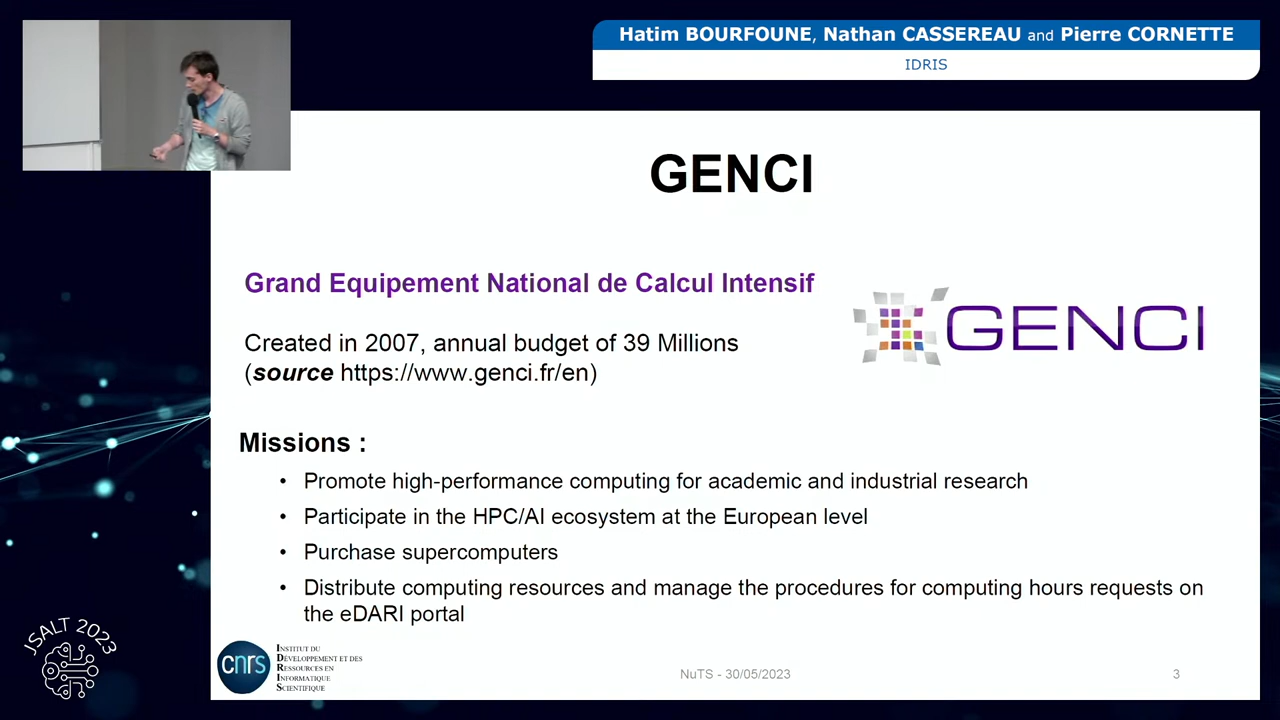 Hatim BOURFOUNE, Nathan CASSEREAU and Pierre CORNETTE
IDRIS
GENCI
Grand Equipement National de Calcul Intensif
GENCI
Created in 2007, annual budget of 39 Millions
(source https://www.genci.fr/en)
Missions :
• Promote high-performance computing for academic and industrial research
• Participate in the HPC/AI ecosystem at the European level
• Purchase supercomputers
• Distribute computing resources and manage the procedures for computing hours requests on
the eDARI portal
JSALT 2023
cnrs
INSTITUT DU
DÉVELOPPEMENT ET DES
RESSOURCES EN
INFORMATIQUE
SCIENTIFIQUE
NuTS - 30/05/2023
3